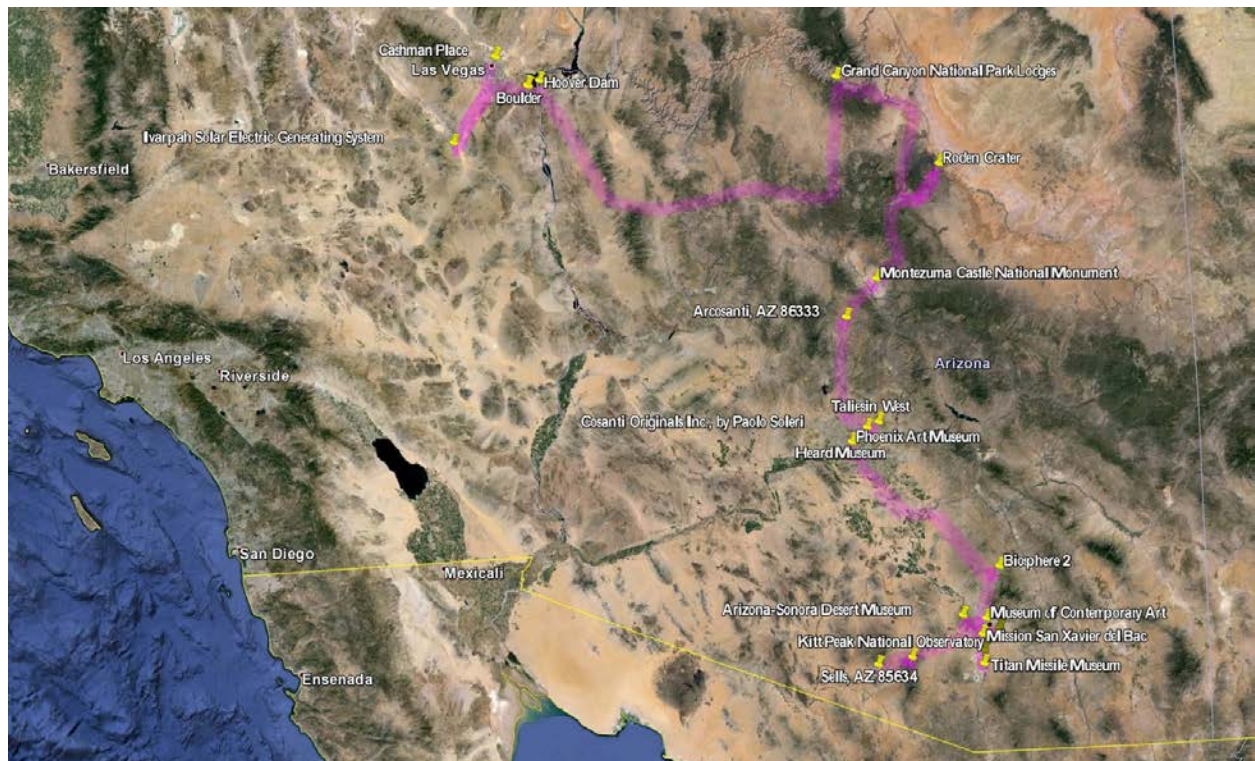 Cashman Place
Las Vegas
Hoover Dam
Boulder
Grand Canyon National Park Lodges
Ivarpah Solar Electric Generating System
Bakersfield
Roden Crater
Montezuma Castle National Monument
Arcosanti, AZ 86333
Los Angeles
Riverside
Arizona
Taliesin West
Cosanti Originals Inc., by Paolo Soleri
Phoenix Art Museum
Heard Museum
San Diego
Mexicali
Biosphere 2
Arizona-Sonora Desert Museum
Museum of Contemporary Art
Mission San Xavier del Bac
Kitt Peak National Observatory
Titan Missile Museum
Sells, AZ 85634
Ensenada